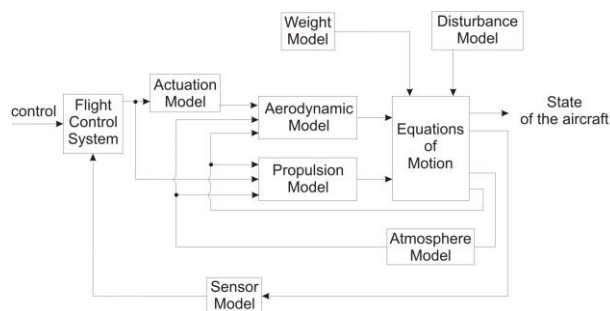 Weight
Model
Disturbance
Model
control
Flight
Control
System
Actuation
Model
Aerodynamic
Model
Propulsion
Model
Equations
of
Motion
State
of the aircraft
Atmosphere
Model
Sensor
Model